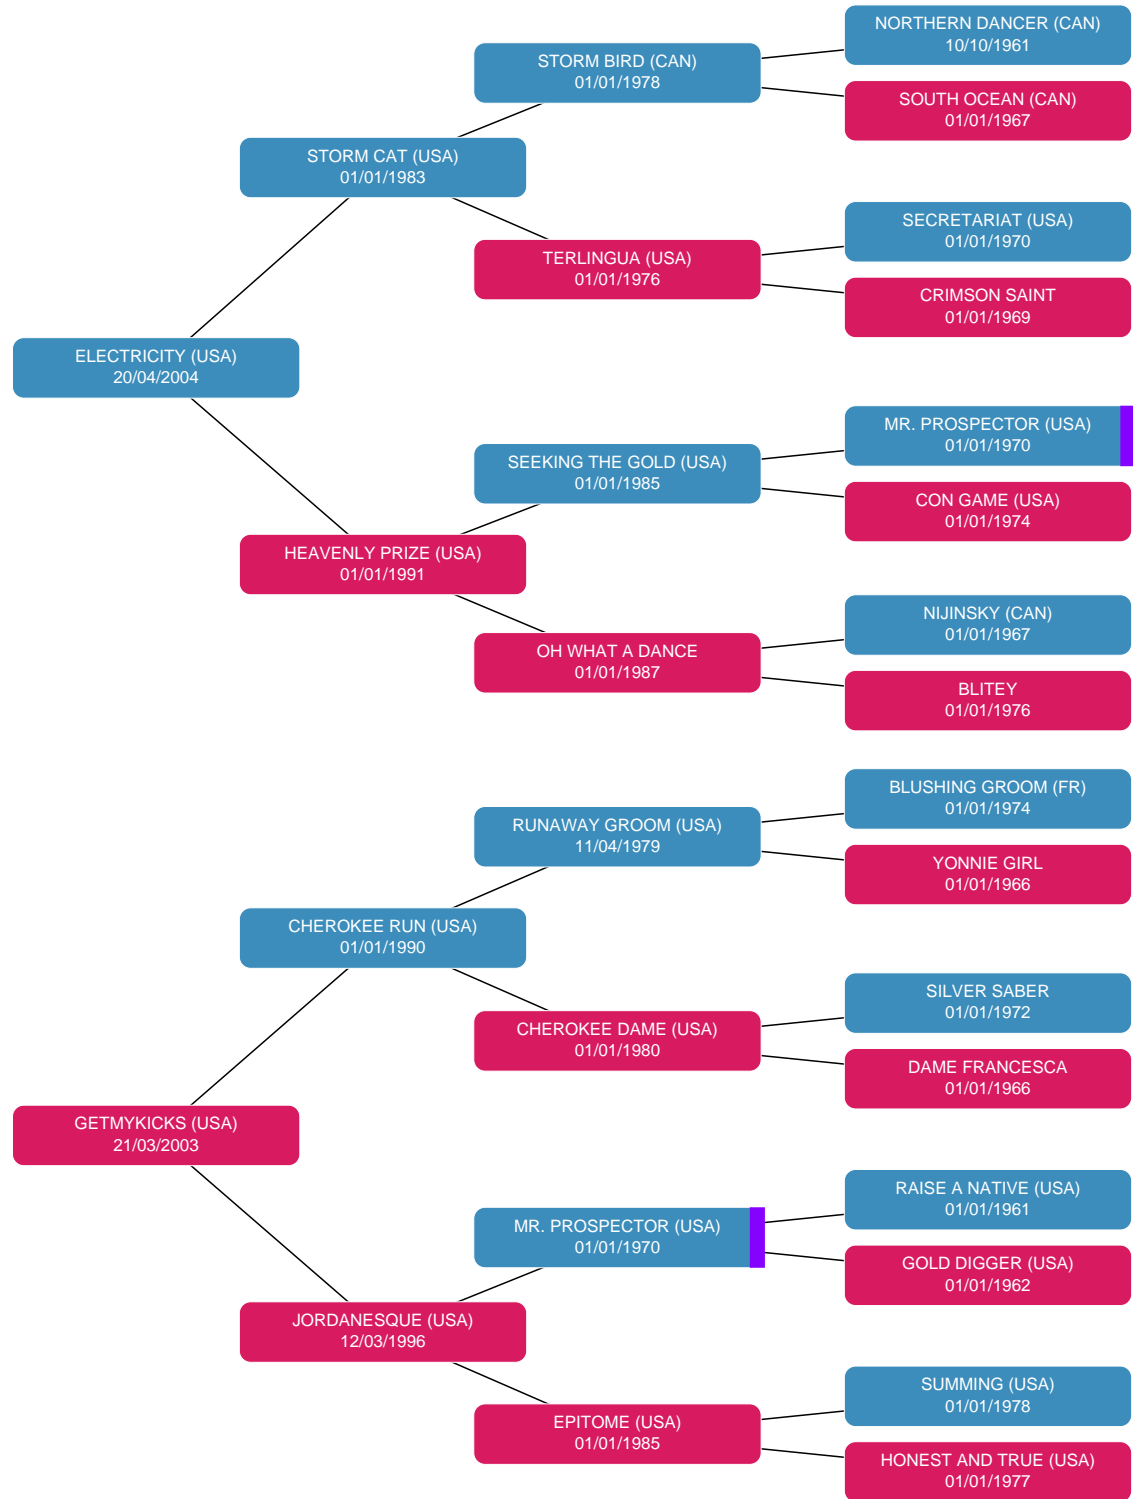 NORTHERN DANCER (CAN)
10/10/1961
STORM BIRD (CAN)
01/01/1978
SOUTH OCEAN (CAN)
01/01/1967
STORM CAT (USA)
01/01/1983
SECRETARIAT (USA)
01/01/1970
TERLINGUA (USA)
01/01/1976
CRIMSON SAINT
01/01/1969
ELECTRICITY (USA)
20/04/2004
MR. PROSPECTOR (USA)
01/01/1970
SEEKING THE GOLD (USA)
01/01/1985
CON GAME (USA)
01/01/1974
HEAVENLY PRIZE (USA)
01/01/1991
NIJINSKY (CAN)
01/01/1967
OH WHAT A DANCE
01/01/1987
BLITEY
01/01/1976
BLUSHING GROOM (FR)
01/01/1974
RUNAWAY GROOM (USA)
11/04/1979
YONNIE GIRL
01/01/1966
CHEROKEE RUN (USA)
01/01/1990
SILVER SABER
01/01/1972
CHEROKEE DAME (USA)
01/01/1980
DAME FRANCESCA
01/01/1966
GETMYKICKS (USA)
21/03/2003
RAISE A NATIVE (USA)
01/01/1961
MR. PROSPECTOR (USA)
01/01/1970
GOLD DIGGER (USA)
01/01/1962
JORDANESQUE (USA)
12/03/1996
SUMMING (USA)
01/01/1978
EPITOME (USA)
01/01/1985
HONEST AND TRUE (USA)
01/01/1977